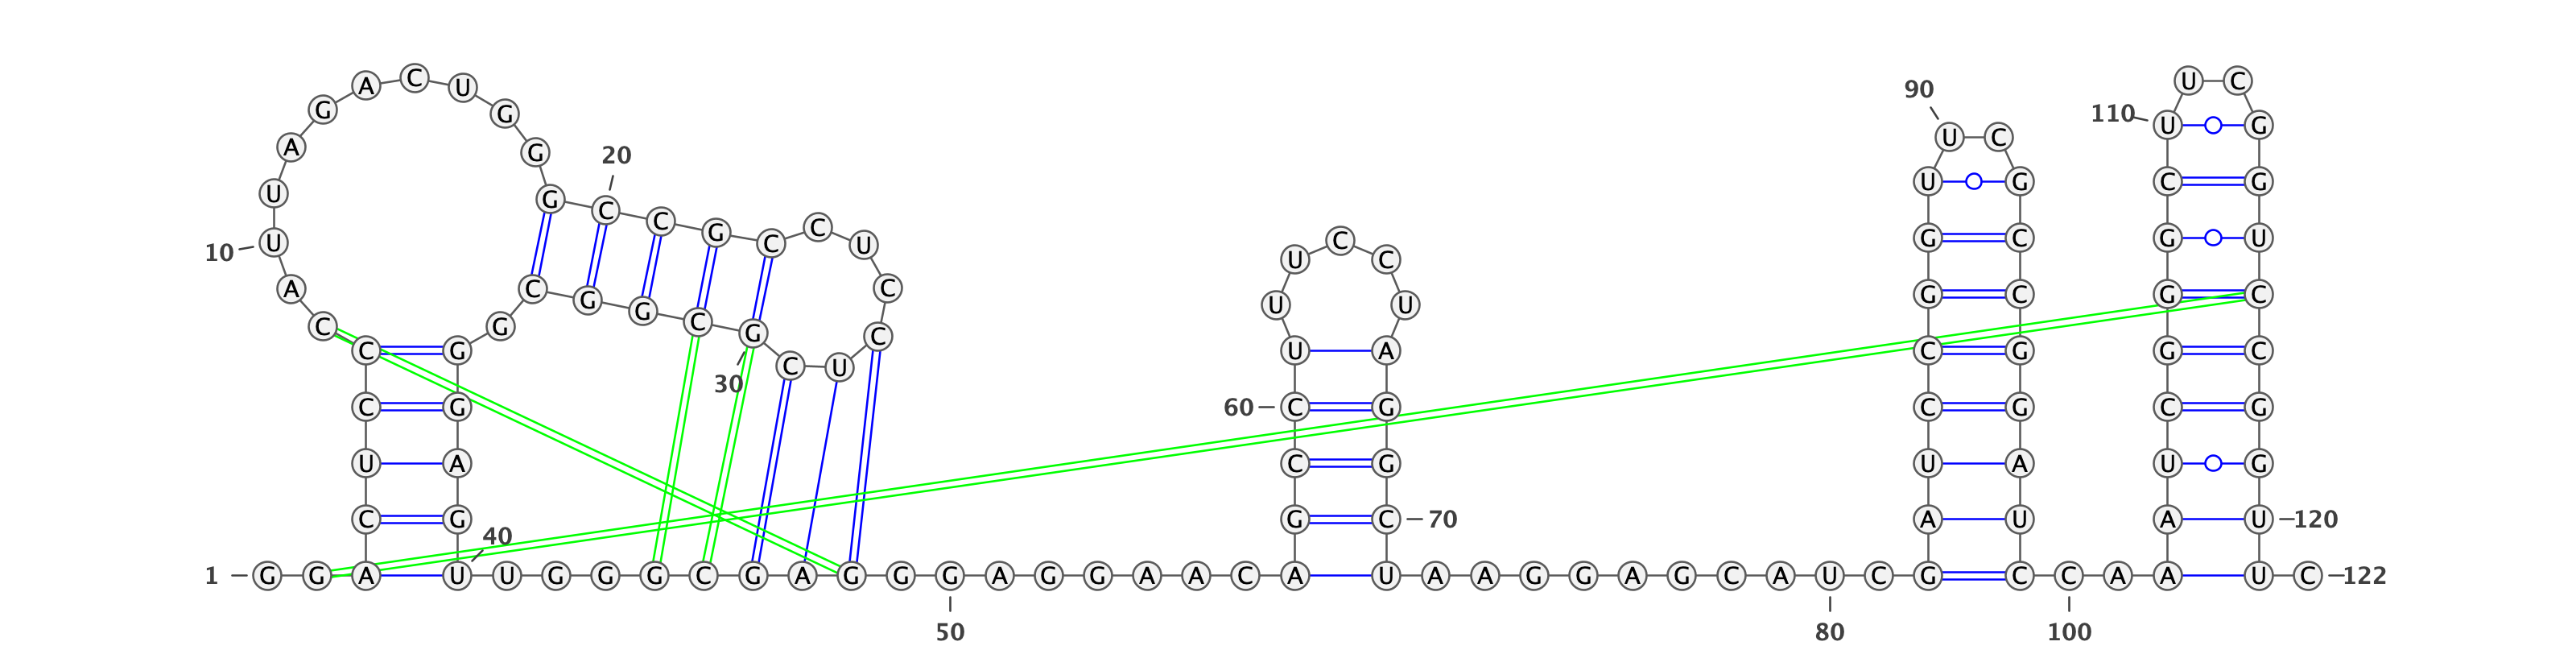 1
G G A C U C C C A U
10
U A G A C U G G G C
20
C G C C U C C U C G
30
C G G C G G G A G U
40
U G G G C G A G G G
50
A G G A A C A G C C
60
U U U C C U A G G C
70
U A A G G A G C A U
80
C G A U C C G G U U
90
C G C C G G A U C C
100
A A A U C G G G C U
110
U C G G U C C G G U
120
U C
122